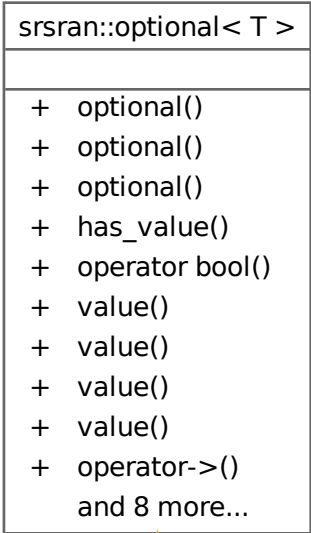 srsran::optional< T >
+ optional()
+ optional()
+ optional()
+ has_value()
+ operator bool()
+ value()
+ value()
+ value()
+ value()
+ operator->()
and 8 more...